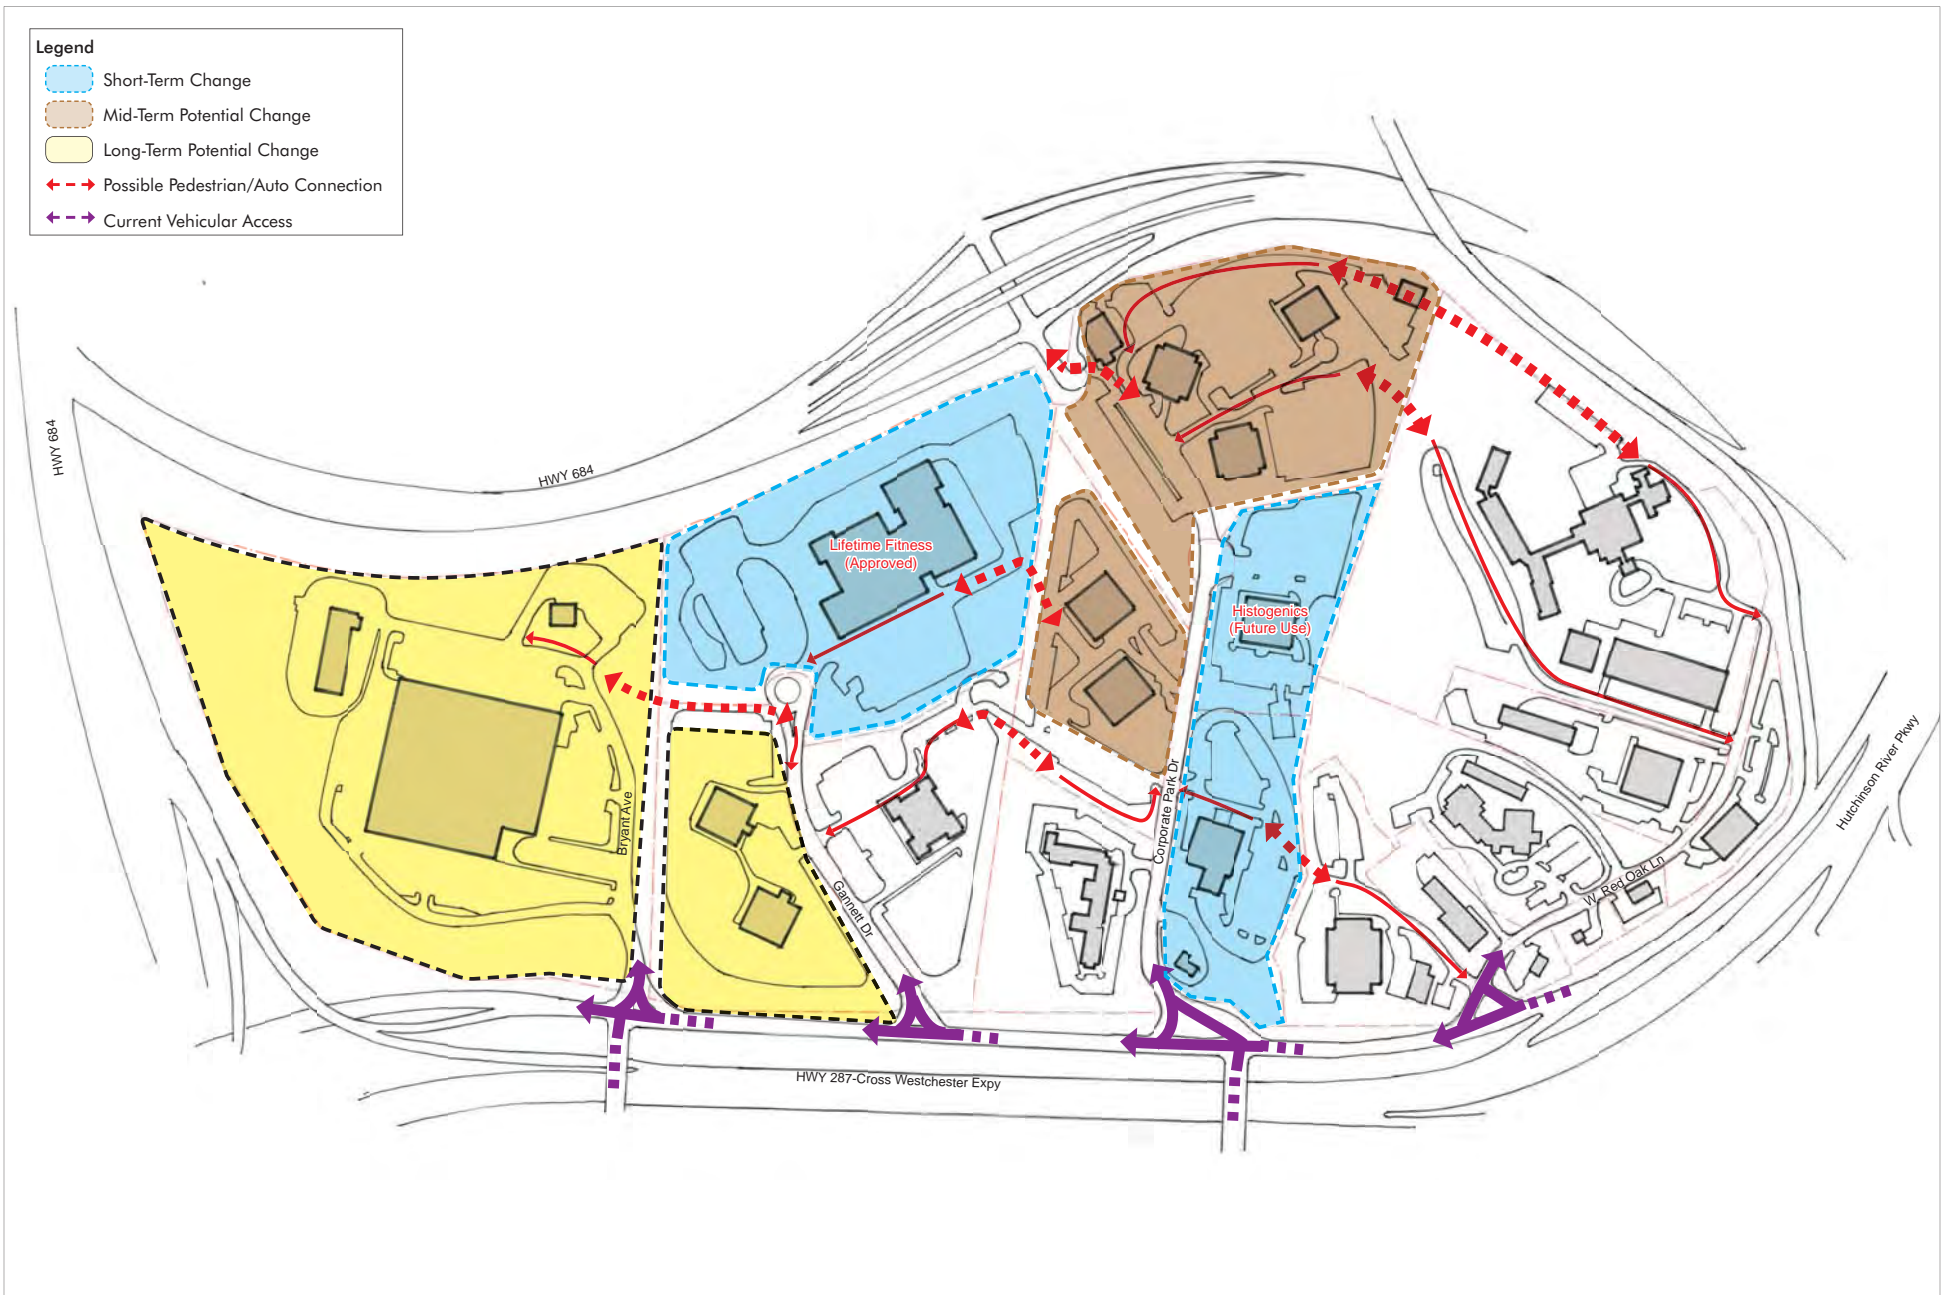 Legend
Short-Term Change
Mid-Term Potential Change
Long-Term Potential Change
Possible Pedestrian/Auto Connection
Current Vehicular Access
HWY 684
HWY 684
Lifetime Fitness
(Approved)
Histogenics
(Future Use)
Bryant Ave
Gannett Dr
Corporate Park Dr
W. Red Oak Ln
Hutchinson River Pkwy
HWY 287-Cross Westchester Expy